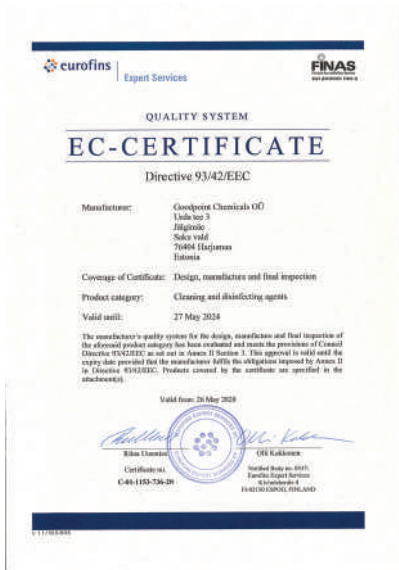 eurofins
Expert Services
FINAS
QUALITY SYSTEM
EC-CERTIFICATE
Directive 93/42/EEC
Manufacturer: Goodpoint Chemicals OÜ
Urda tee 3
Jälgimäe
Saku vald
76404 Harjumaa
Estonia
Coverage of Certificate: Design, manufacture and final inspection
Product category: Cleaning and disinfecting agents
Valid until: 27 May 2024
The manufacturer's quality system for the design, manufacture and final inspection of
the aforesaid product category has been evaluated and meets the provisions of Council
Directive 93/42/EEC as set out in Annex II Section 3. This approval is valid until the
expiry date provided that the manufacturer fulfils the obligations imposed by Annex II
in Directive 93/42/EEC. Products covered by the certificate are specified in the
attachment(s).
Valid from: 26 May 2020
Olli Kakkonen
Certificate no.
Notified Body no. 0537:
Eurofins Expert Services
FI-02150 ESPOO, FINLAND